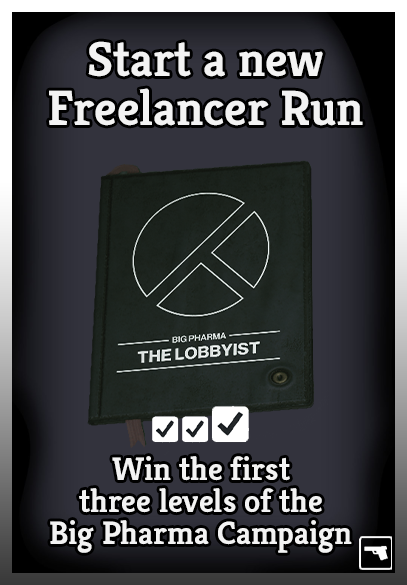 Start a new
Freelancer Run
BIG PHARMA
THE LOBBYIST
Win the first
three levels of the
Big Pharma Campaign